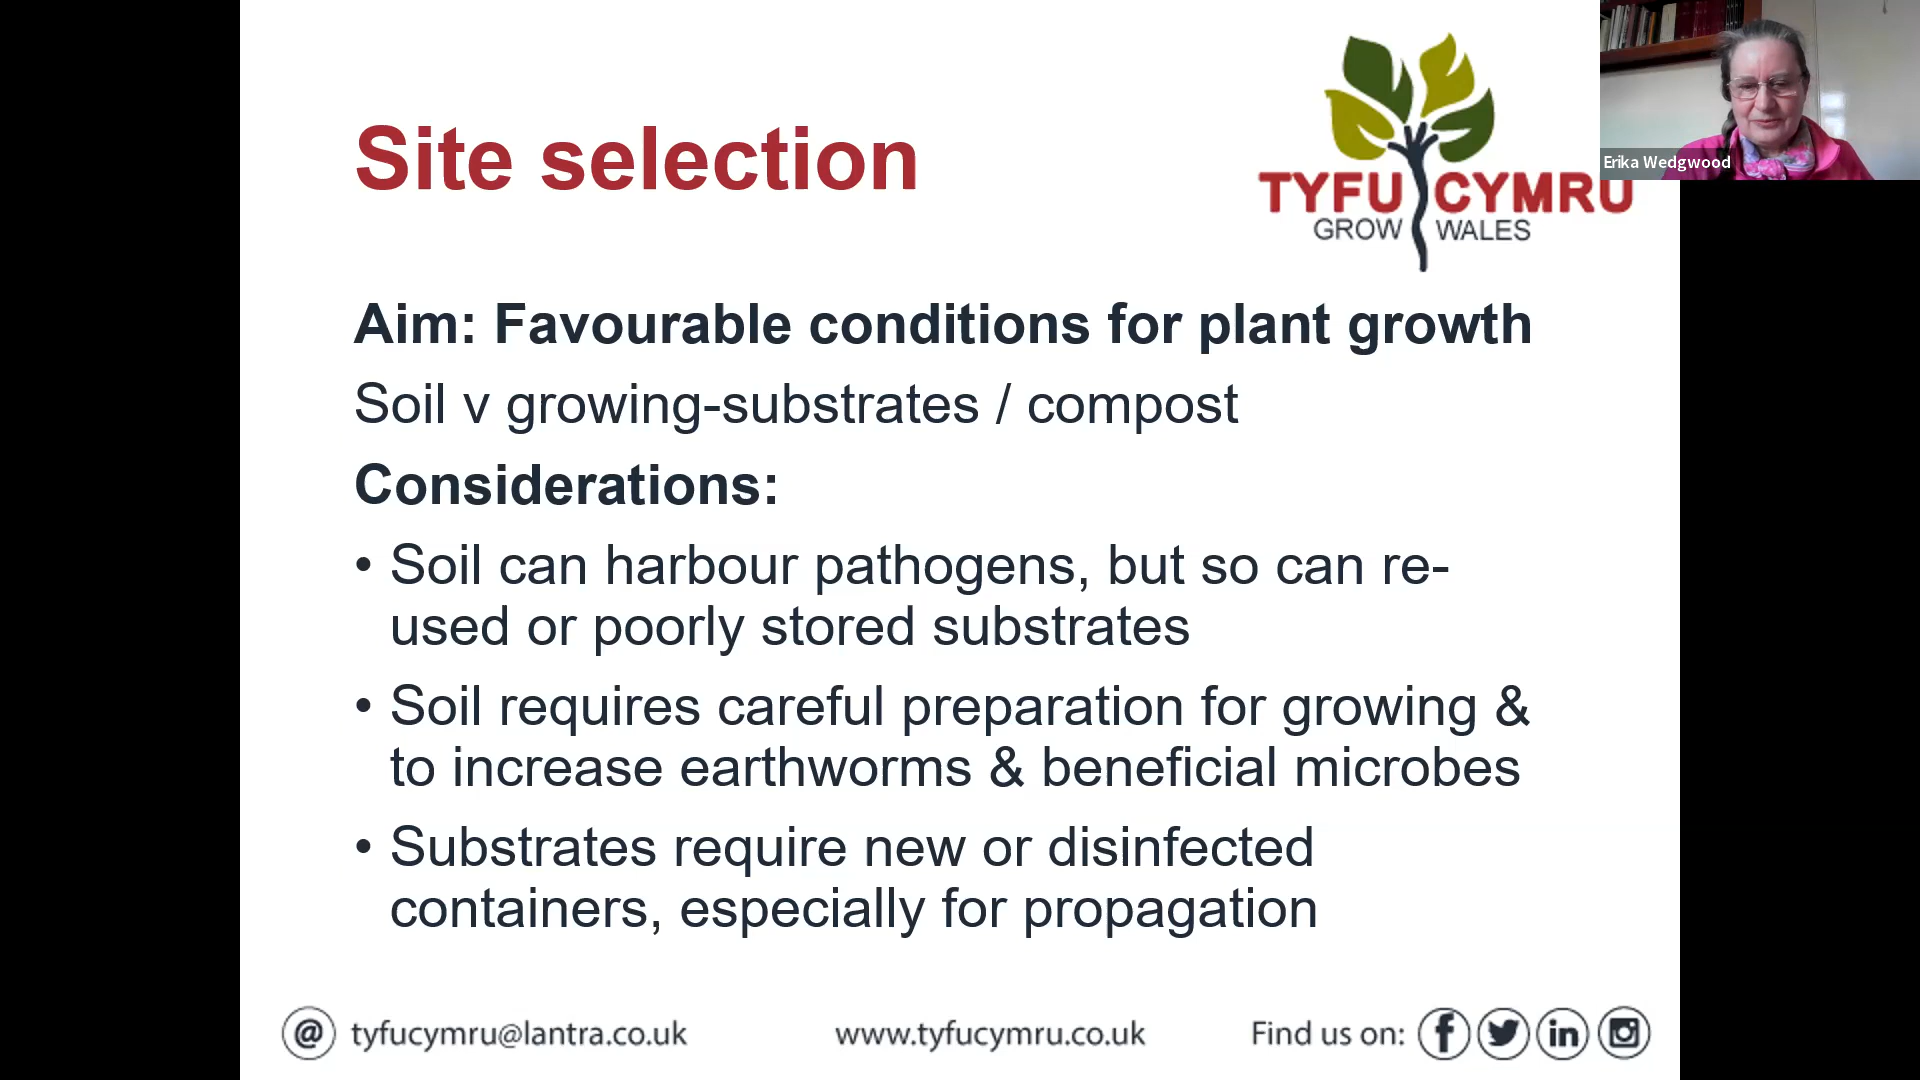 Site selection
TYFU CYMRU
GROW WALES
Erika Wedgwood
Aim: Favourable conditions for plant growth
Soil v growing-substrates / compost
Considerations:
• Soil can harbour pathogens, but so can re-
used or poorly stored substrates
• Soil requires careful preparation for growing &
to increase earthworms & beneficial microbes
• Substrates require new or disinfected
containers, especially for propagation
@ tyfucymru@lantra.co.uk
www.tyfucymru.co.uk
Find us on: f in